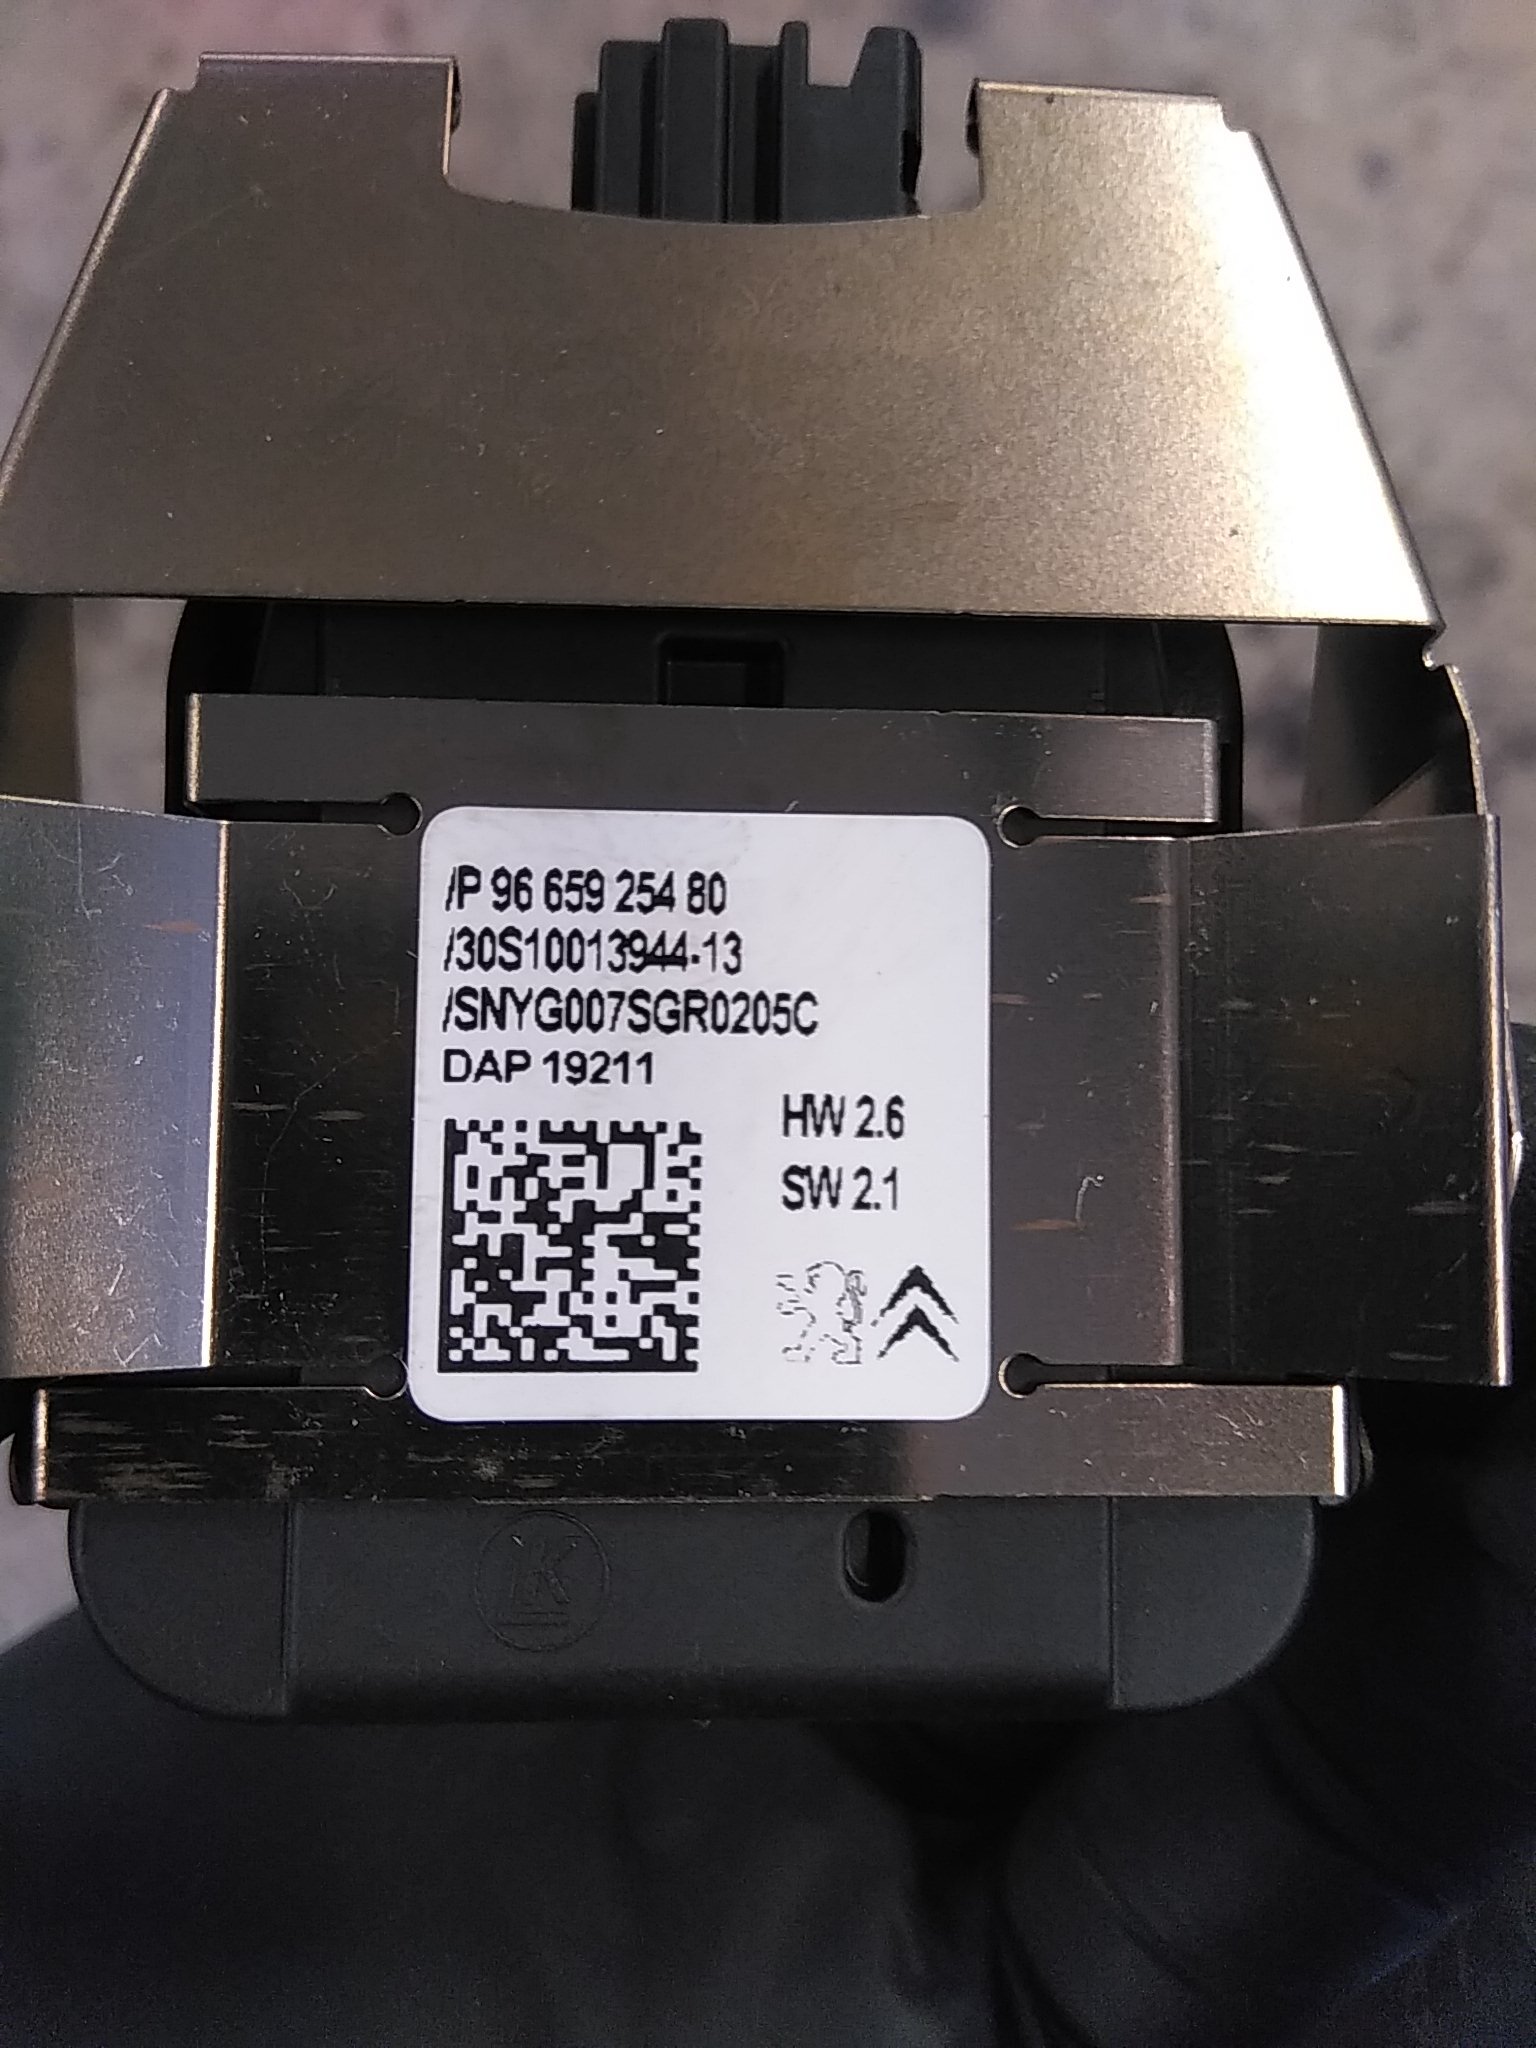 /P 96 659 254 80
/30S10013944-13
/SNYG007SGR0205C
DAP 19211
HW 2.6
SW 2.1
K